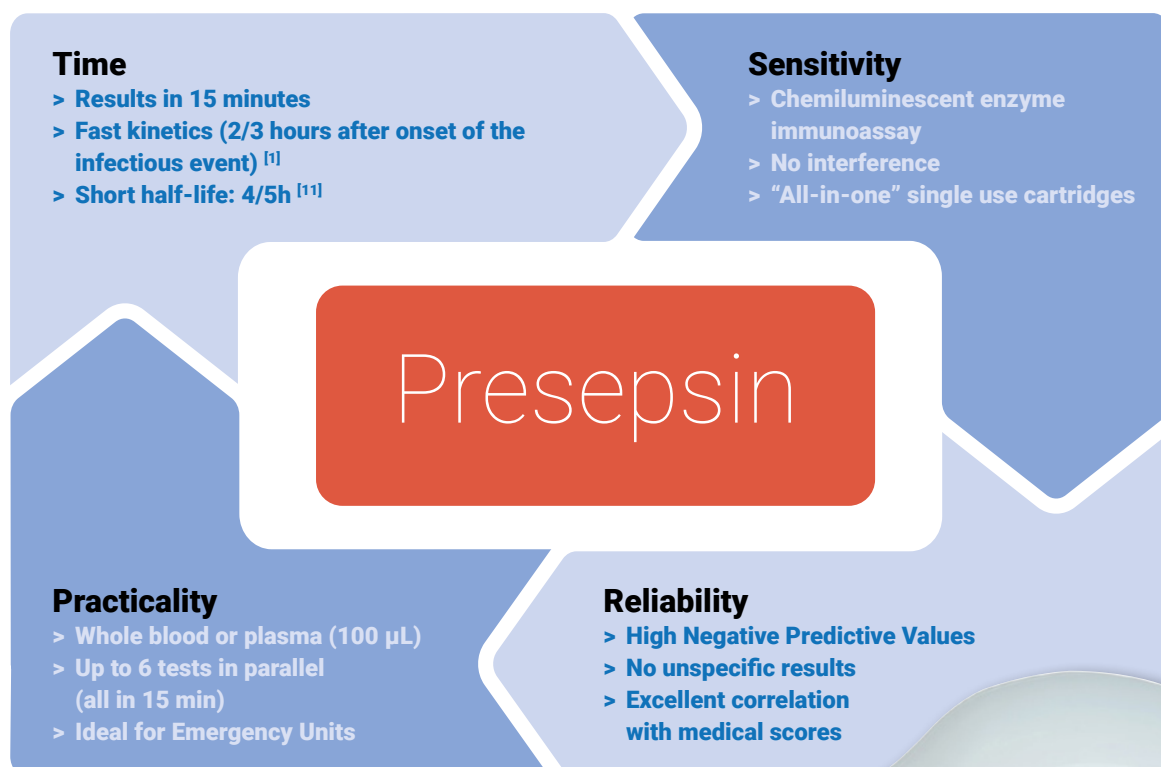 Time
> Results in 15 minutes
> Fast kinetics (2/3 hours after onset of the
infectious event) [1]
> Short half-life: 4/5h [11]
Sensitivity
> Chemiluminescent enzyme
immunoassay
> No interference
> “All-in-one” single use cartridges
Presepsin
Practicality
> Whole blood or plasma (100 µL)
> Up to 6 tests in parallel
(all in 15 min)
> Ideal for Emergency Units
Reliability
> High Negative Predictive Values
> No unspecific results
> Excellent correlation
with medical scores